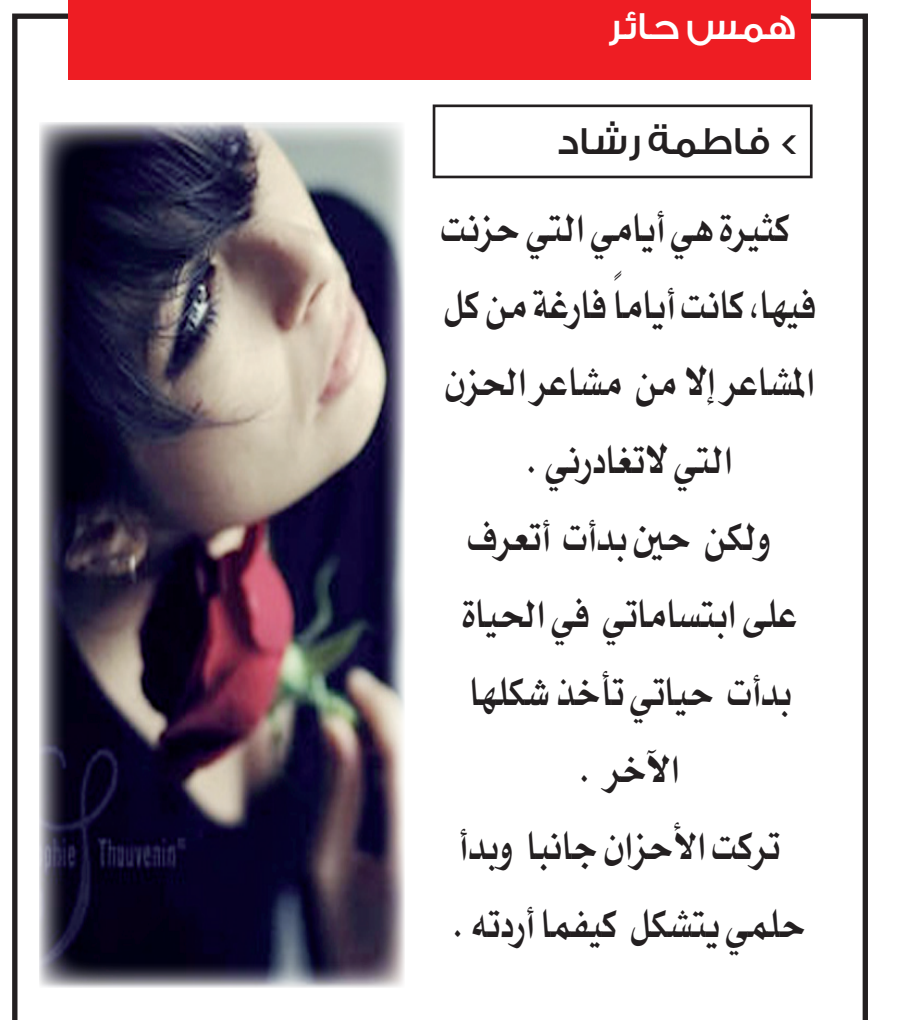 همس حائر
> فاطمة رشاد
كثيرة هي أيامي التي حزنت
فيها، كانت أياماً فارغة من كل
المشاعر إلا من مشاعر الحزن
التي لاتغادرني .
ولكن حين بدأت أتعرف
على ابتساماتي في الحياة
بدأت حياتي تأخذ شكلها
الآخر .
تركت الأحزان جانبا وبدأ
حلمي يتشكل كيفما أردته .
Thuuvenin